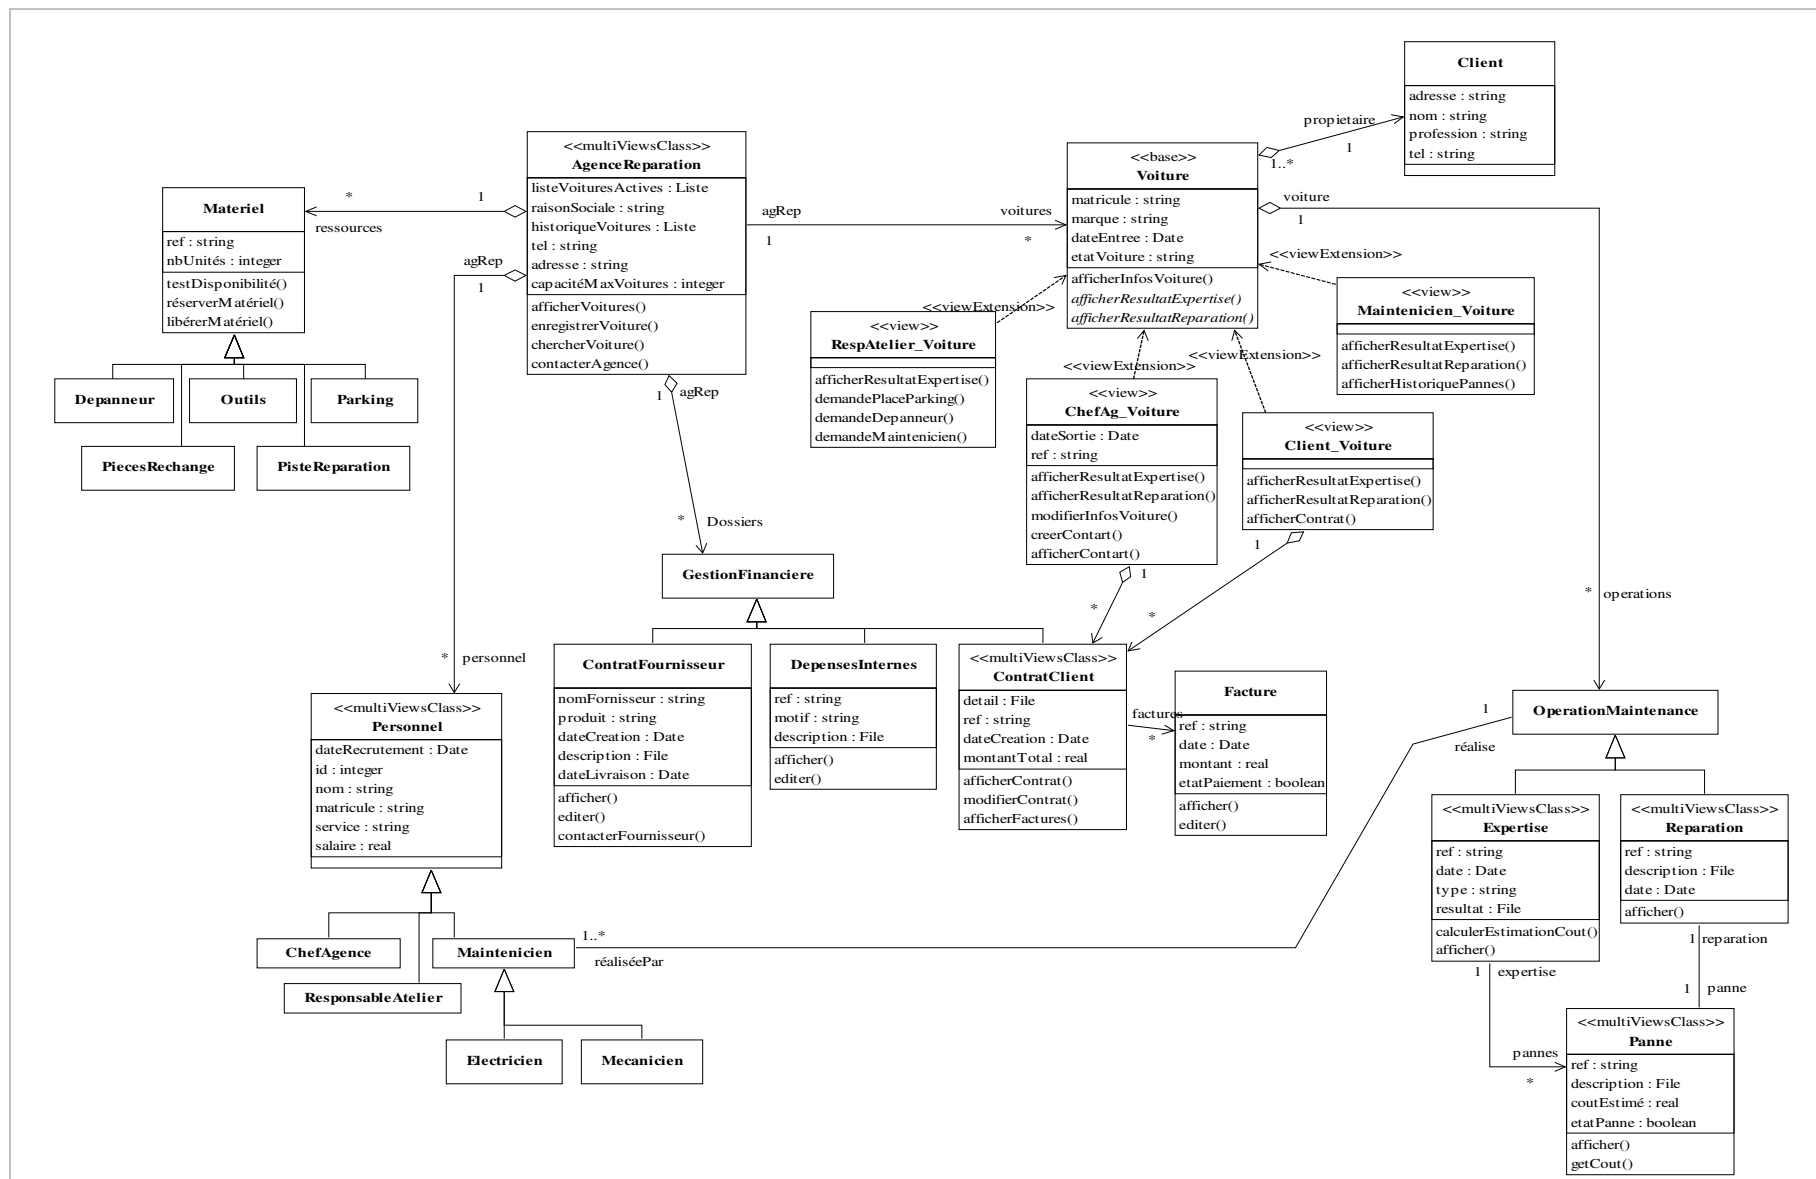 Client
adresse : string
nom : string
profession : string
tel : string
propietaire
1
1..*
<<multiViewsClass>>
AgenceReparation
listeVoituresActives : Liste
raisonSociale : string
historiqueVoitures : Liste
tel : string
adresse : string
capacitéMaxVoitures : integer
afficherVoitures()
enregistrerVoiture()
chercherVoiture()
contacterAgence()
<<base>>
Voiture
matricule : string
marque : string
dateEntree : Date
etatVoiture : string
afficherInfosVoiture()
afficherResultatExpertise()
afficherResultatReparation()
Materiel
ref : string
nbUnités : integer
testDisponibilité()
réserverMatériel()
libérerMatériel()
*
1
ressources
agRep
1
agRep
1
voitures
*
voiture
1
<<viewExtension>>
<<viewExtension>>
<<viewExtension>>
<<viewExtension>>
<<view>>
Maintenicien_Voiture
afficherResultatExpertise()
afficherResultatReparation()
afficherHistoriquePannes()
<<view>>
RespAtelier_Voiture
afficherResultatExpertise()
demandePlaceParking()
demandeDepanneur()
demandeMaintenicien()
<<view>>
ChefAg_Voiture
dateSortie : Date
ref : string
afficherResultatExpertise()
afficherResultatReparation()
modifierInfosVoiture()
creerContart()
afficherContart()
<<view>>
Client_Voiture
afficherResultatExpertise()
afficherResultatReparation()
afficherContrat()
Depanneur
Outils
Parking
PiecesRechange
PisteReparation
1
agRep
*
Dossiers
1
*
1
*
*
operations
GestionFinanciere
*
personnel
ContratFournisseur
nomFornisseur : string
produit : string
dateCreation : Date
description : File
dateLivraison : Date
afficher()
editer()
contacterFournisseur()
DepensesInternes
ref : string
motif : string
description : File
afficher()
editer()
<<multiViewsClass>>
ContratClient
detail : File
ref : string
dateCreation : Date
montantTotal : real
afficherContrat()
modifierContrat()
afficherFactures()
factures
*
Facture
ref : string
date : Date
montant : real
etatPaiement : boolean
afficher()
editer()
<<multiViewsClass>>
Personnel
dateRecrutement : Date
id : integer
nom : string
matricule : string
service : string
salaire : real
OperationMaintenance
1
réalise
<<multiViewsClass>>
Expertise
ref : string
date : Date
type : string
resultat : File
calculerEstimationCout()
afficher()
<<multiViewsClass>>
Reparation
ref : string
description : File
date : Date
afficher()
ChefAgence
Maintenicien
1..*
réaliséePar
ResponsableAtelier
Electricien
Mecanicien
1
reparation
1
expertise
1
panne
pannes
*
<<multiViewsClass>>
Panne
ref : string
description : File
coutEstimé : real
etatPanne : boolean
afficher()
getCout()